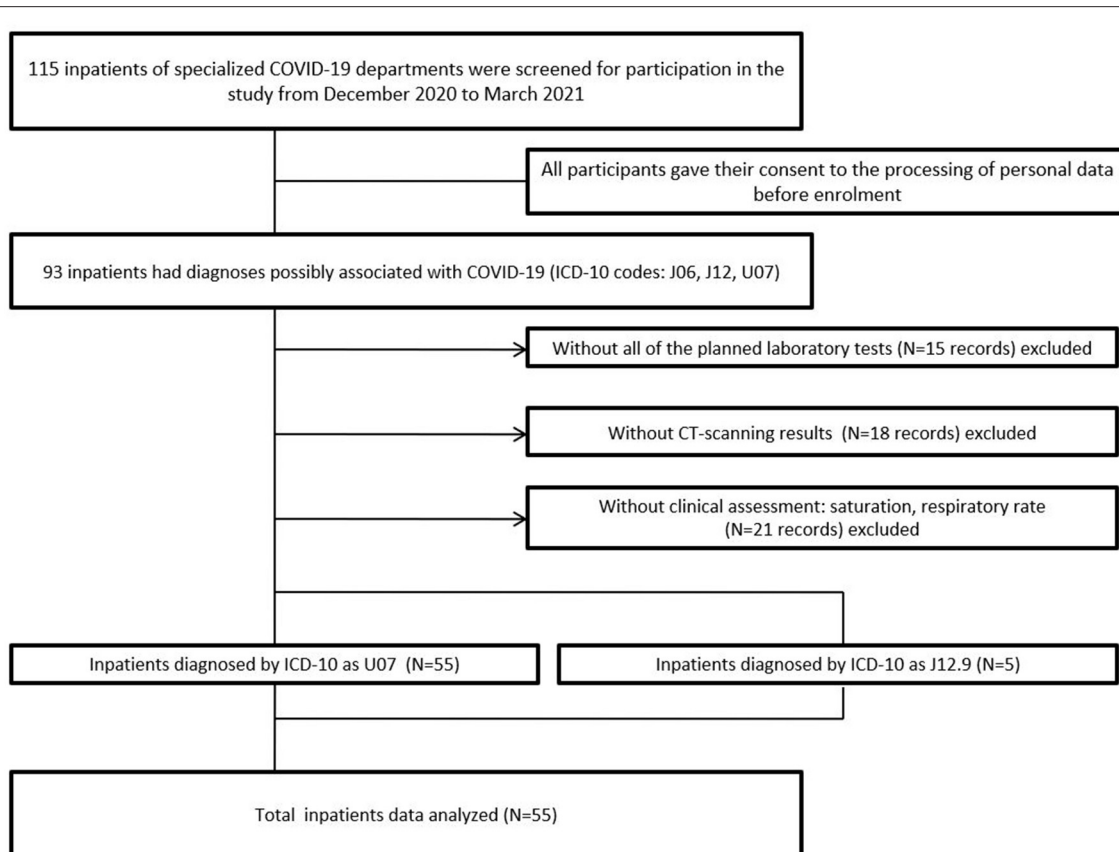 115 inpatients of specialized COVID-19 departments were screened for participation in the
study from December 2020 to March 2021
All participants gave their consent to the processing of personal data
before enrolment
93 inpatients had diagnoses possibly associated with COVID-19 (ICD-10 codes: J06, J12, U07)
Without all of the planned laboratory tests (N=15 records) excluded
Without CT-scanning results (N=18 records) excluded
Without clinical assessment: saturation, respiratory rate
(N=21 records) excluded
Inpatients diagnosed by ICD-10 as U07 (N=55)
Inpatients diagnosed by ICD-10 as J12.9 (N=5)
Total inpatients data analyzed (N=55)